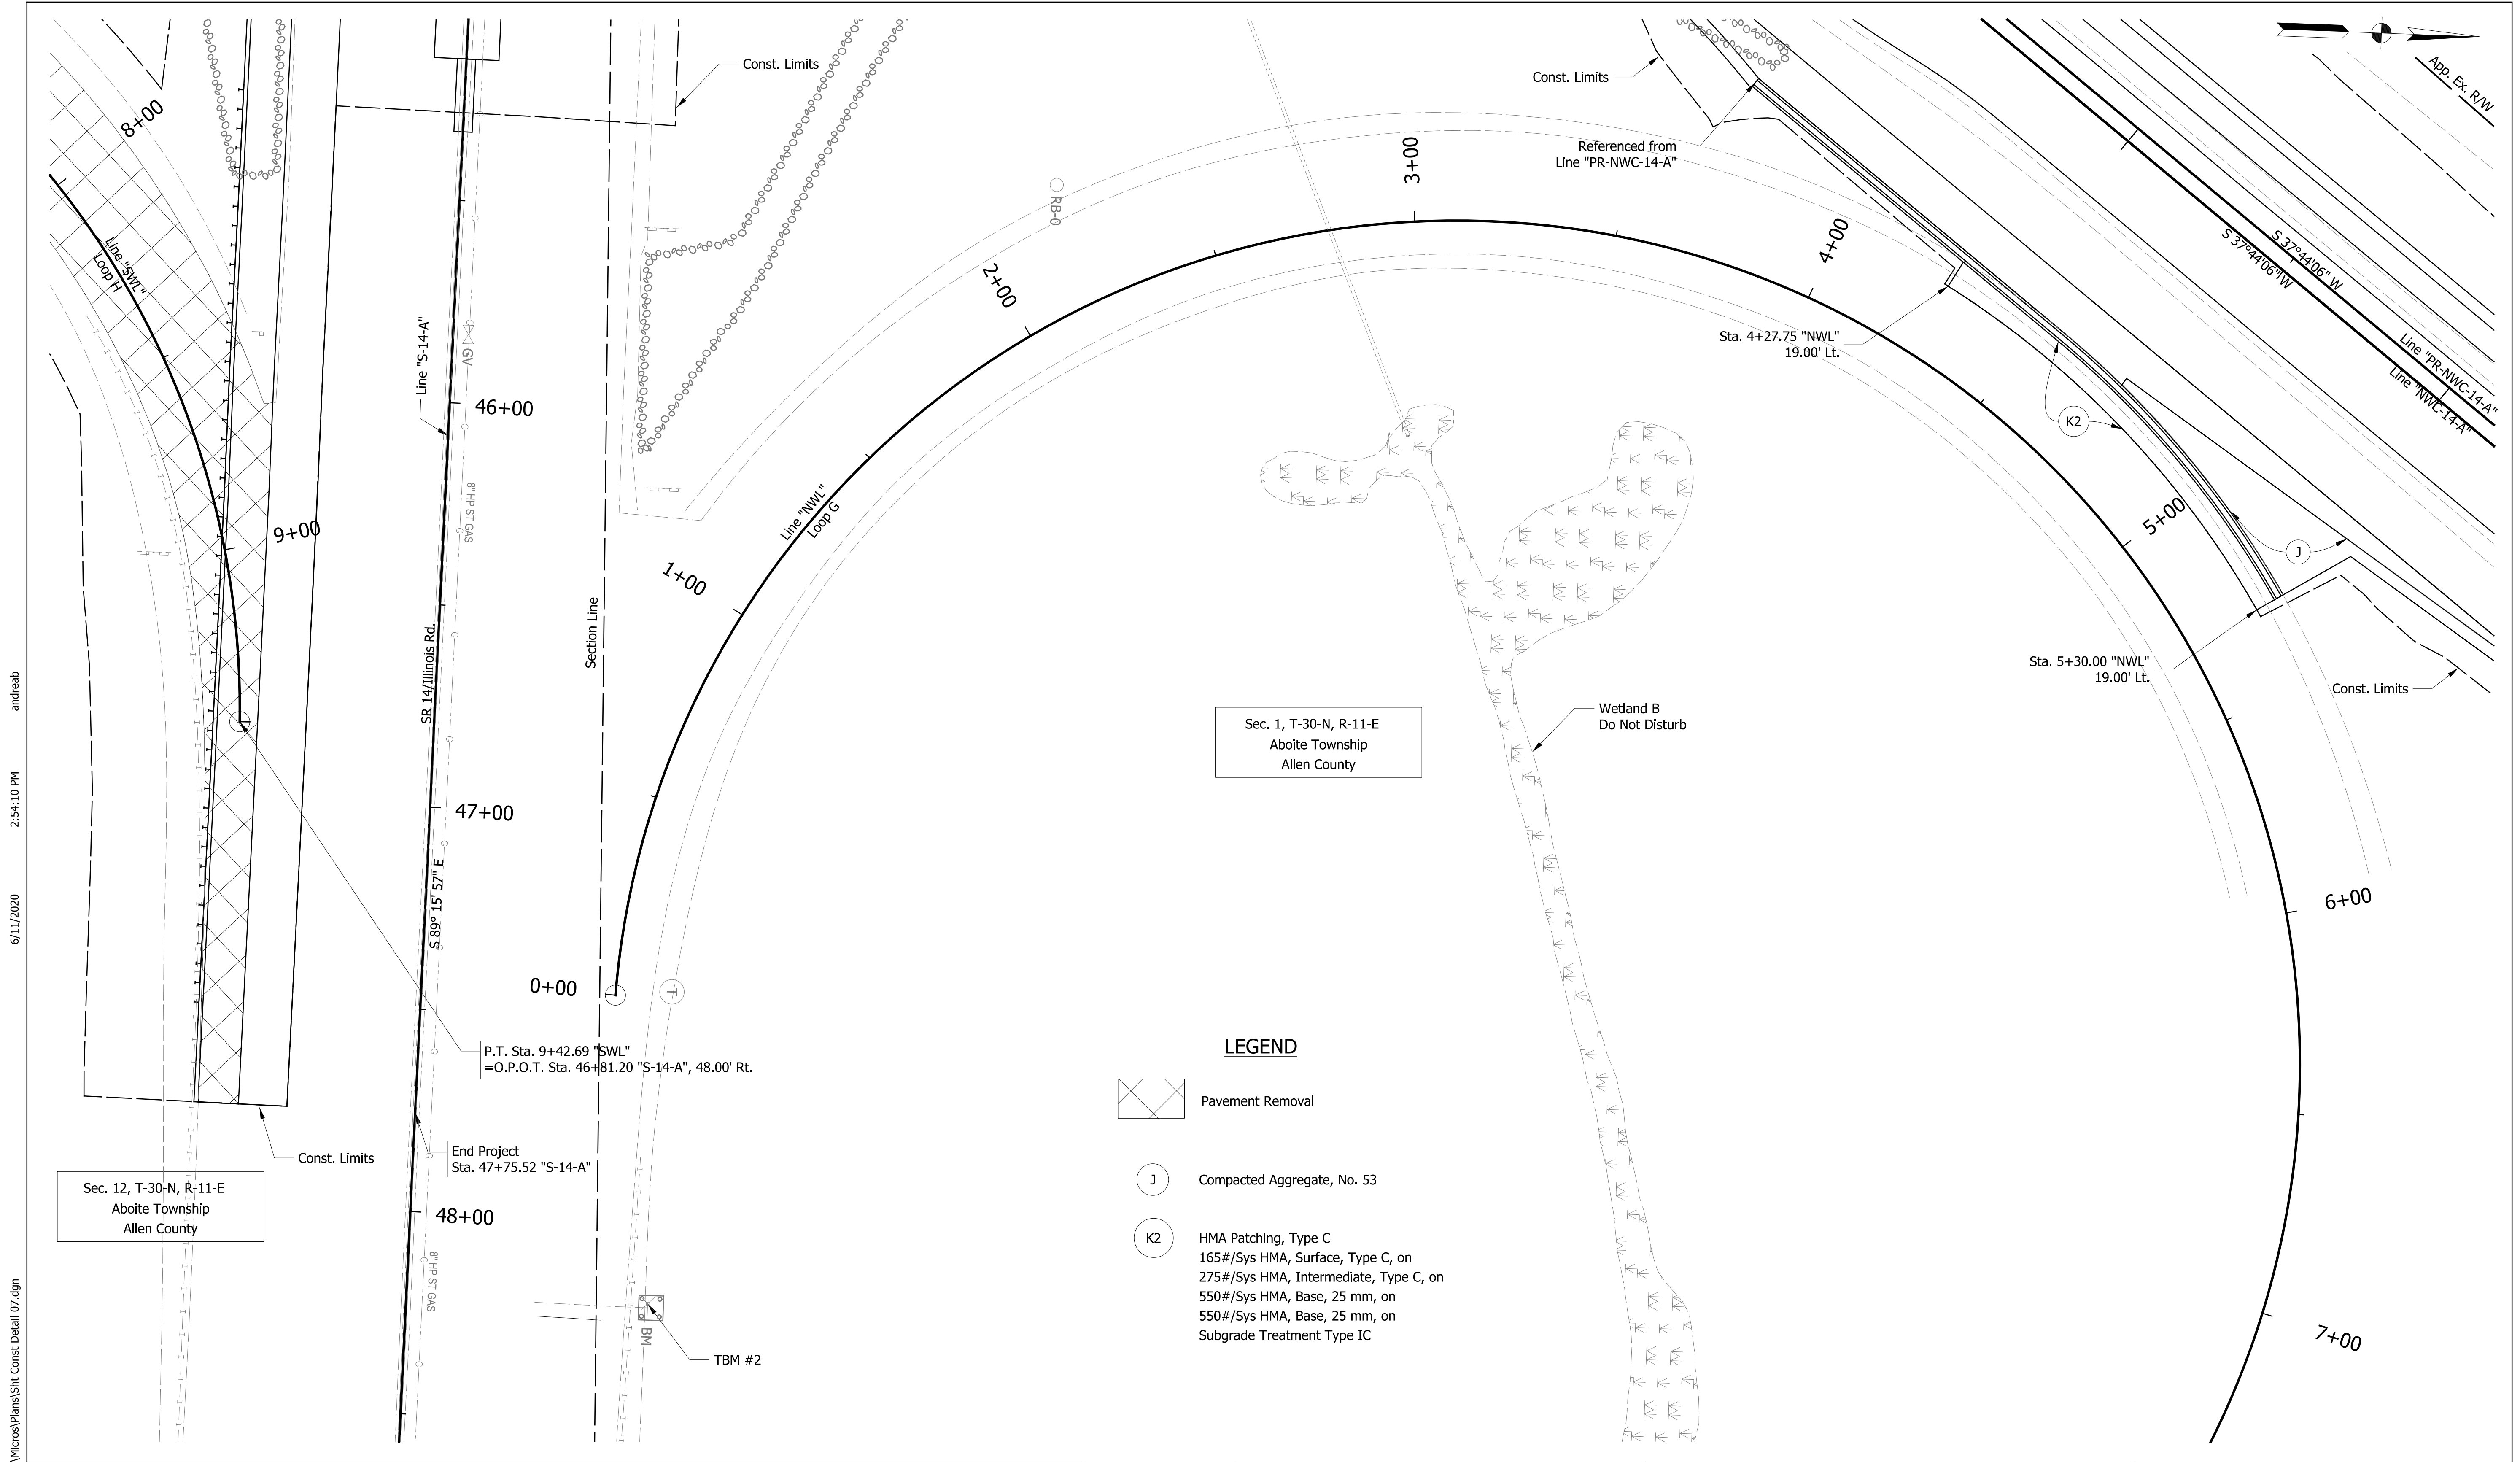 Const. Limits
8+00
Line "SWL"
Loop H
9+00
Line "S-14-A"
GV
46+00
8" HP ST GAS
SR 14/Illinois Rd.
47+00
S 89° 15' 57" E
Section Line
0+00
T
P.T. Sta. 9+42.69 "SWL"
=O.P.O.T. Sta. 46+81.20 "S-14-A", 48.00' Rt.
End Project
Sta. 47+75.52 "S-14-A"
Const. Limits
Sec. 12, T-30-N, R-11-E
Aboite Township
Allen County
48+00
8" HP ST GAS
BM
TBM #2
RB-0
1+00
Line "NWL"
Loop G
2+00
3+00
4+00
5+00
6+00
7+00
Const. Limits
Referenced from
Line "PR-NWC-14-A"
App. Ex. R/W
S 37°44'06" W
S 37°44'06" W
Line "PR-NWC-14-A"
Line "NWC-14-A"
Sta. 4+27.75 "NWL"
19.00' Lt.
K2
J
Sta. 5+30.00 "NWL"
19.00' Lt.
Const. Limits
Sec. 1, T-30-N, R-11-E
Aboite Township
Allen County
Wetland B
Do Not Disturb
LEGEND
Pavement Removal
J
Compacted Aggregate, No. 53
K2
HMA Patching, Type C
165#/Sys HMA, Surface, Type C, on
275#/Sys HMA, Intermediate, Type C, on
550#/Sys HMA, Base, 25 mm, on
550#/Sys HMA, Base, 25 mm, on
Subgrade Treatment Type IC
\Micros\Plans\Sht Const Detail 07.dgn
6/11/2020
2:54:10 PM
andreab